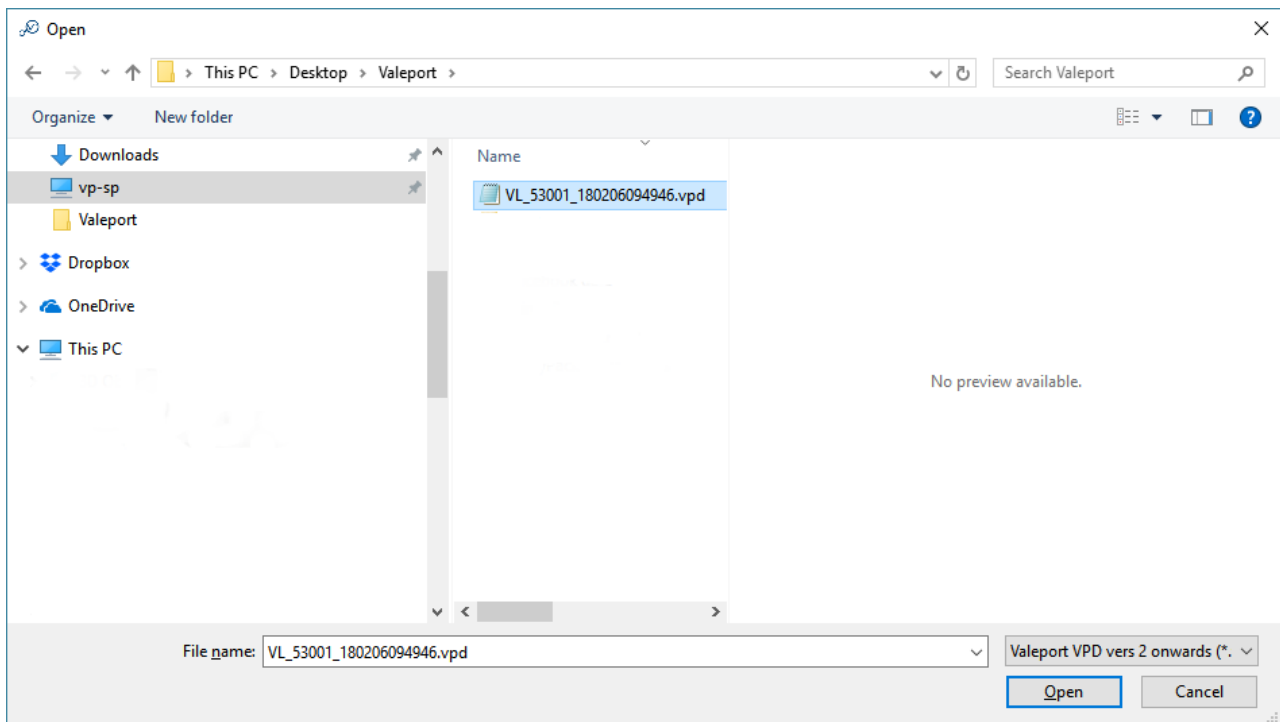 Open
This PC > Desktop > Valeport >
Search Valeport
Organize
New folder
Downloads
vp-sp
Valeport
Dropbox
OneDrive
This PC
Name
VL_53001_180206094946.vpd
No preview available.
File name: VL_53001_180206094946.vpd
Valeport VPD vers 2 onwards (*.
Open
Cancel